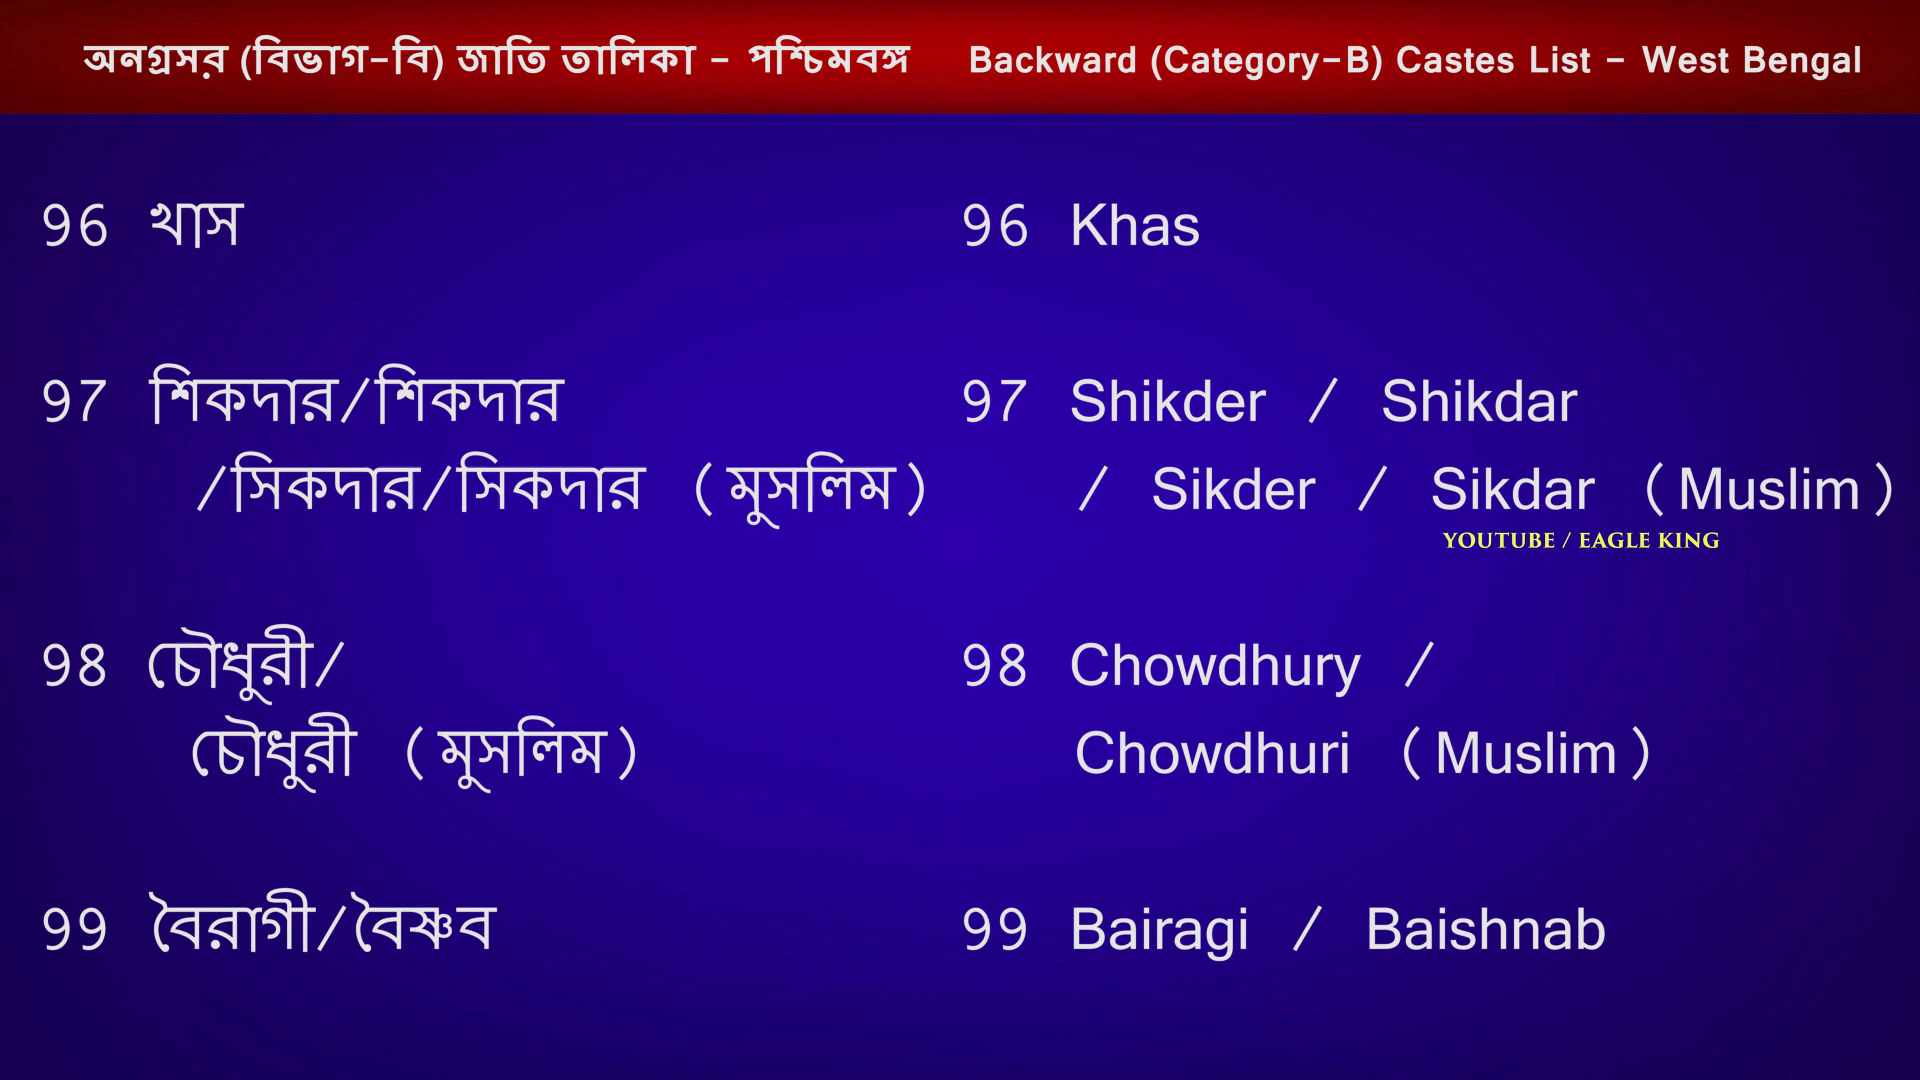 অনগ্রসর (বিভাগ-বি) জাতি তালিকা - পশ্চিমবঙ্গ
Backward (Category-B) Castes List - West Bengal
96 খাস
97 শিকদার/শিকদার
/সিকদার/সিকদার (মুসলিম)
98 চৌধুরী/
চৌধুরী (মুসলিম)
99 বৈরাগী/বৈষ্ণব
96 Khas
97 Shikder / Shikdar
/ Sikder / Sikdar (Muslim)
YOUTUBE / EAGLE KING
98 Chowdhury /
Chowdhuri (Muslim)
99 Bairagi / Baishnab